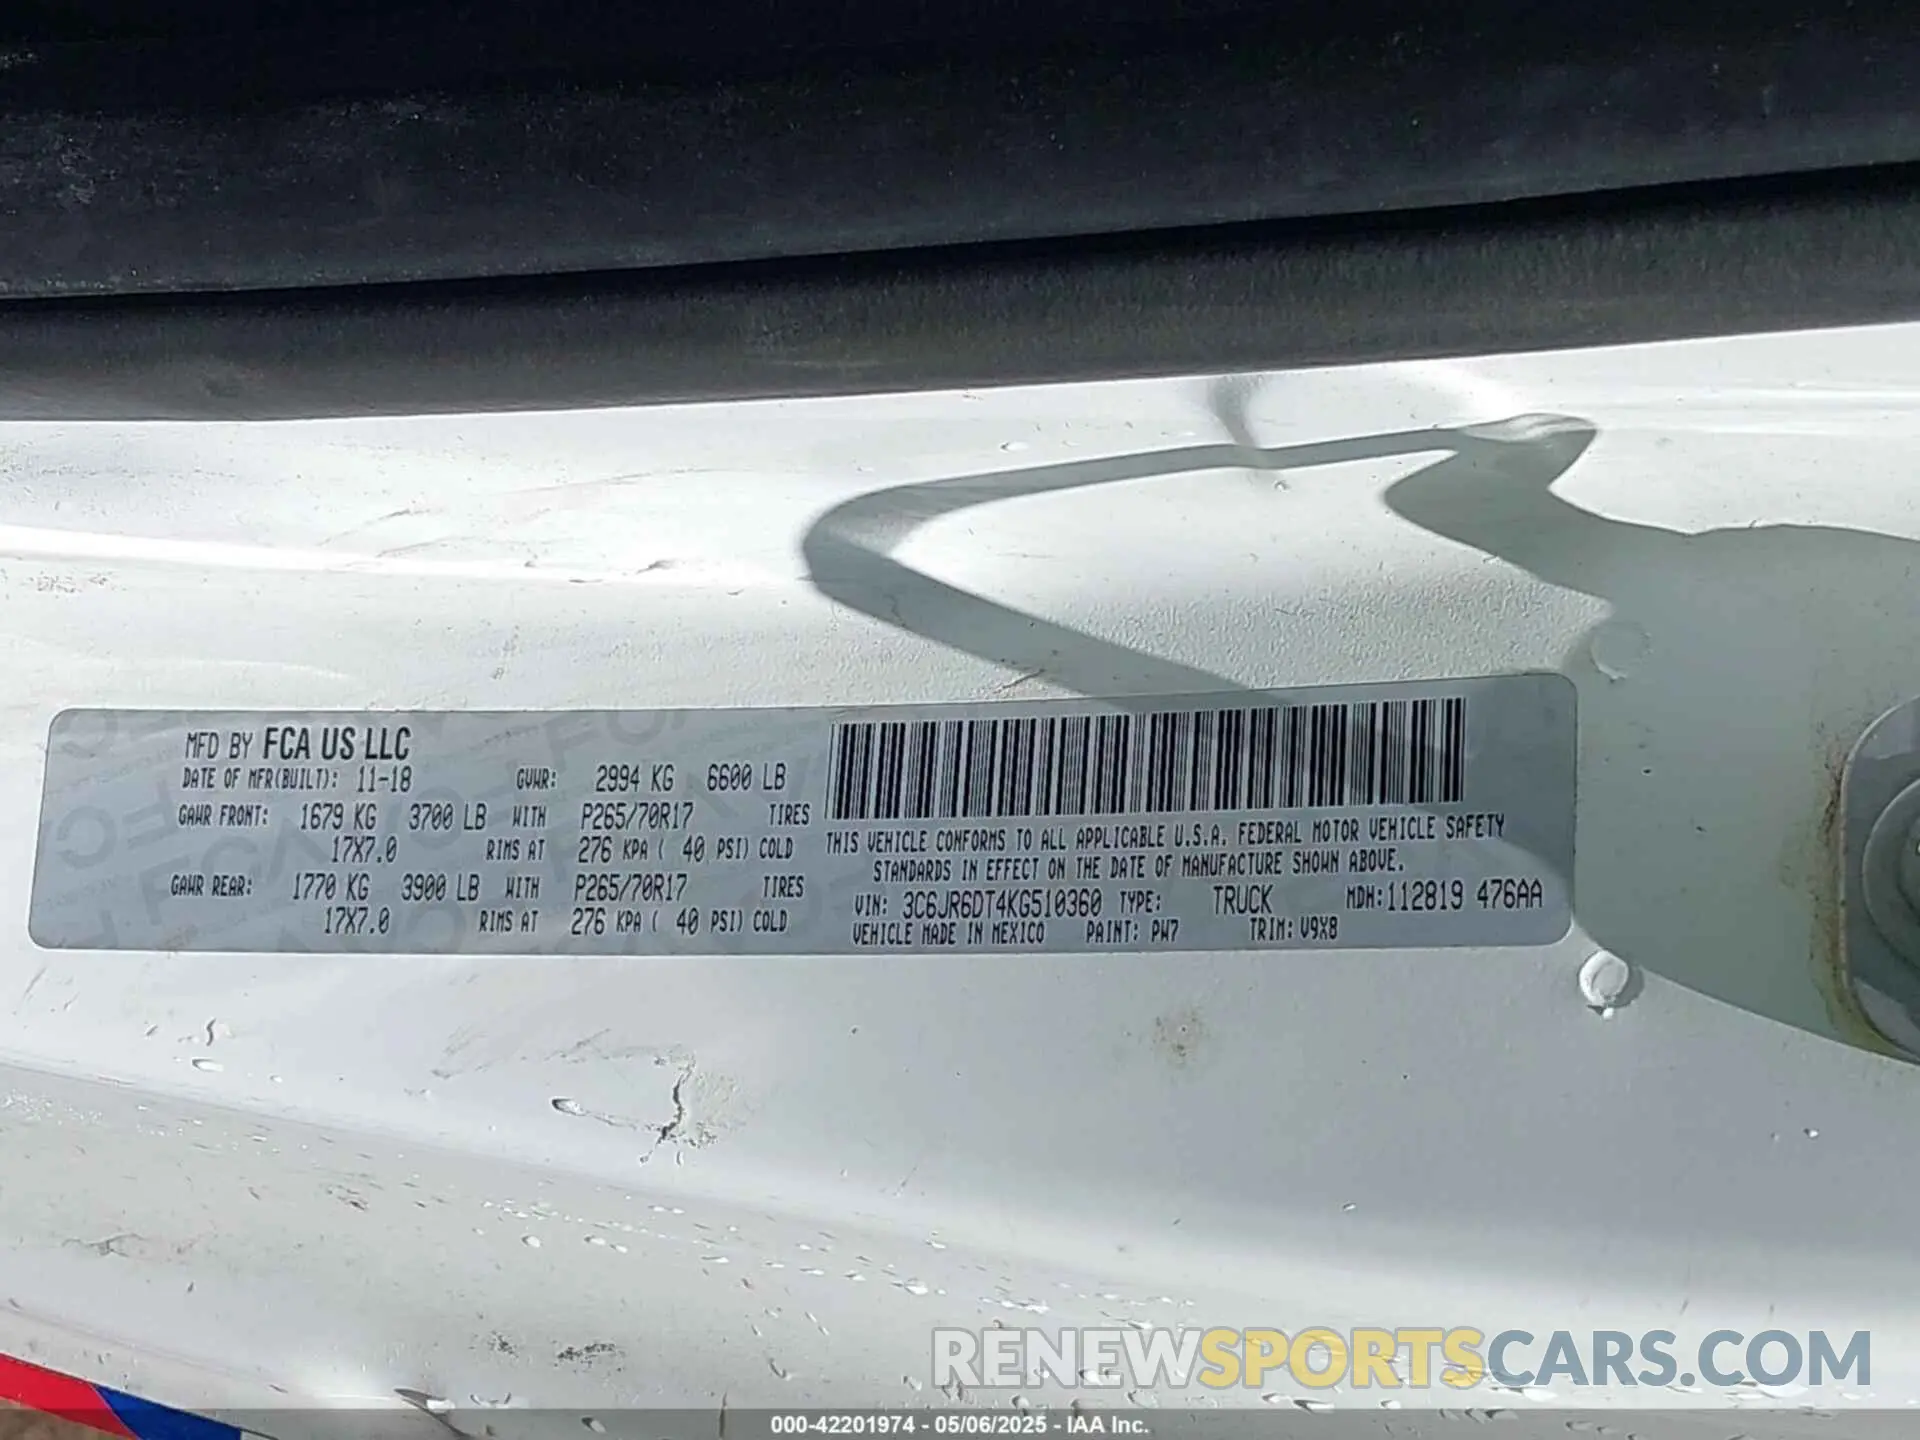 MFD BY FCA US LLC
DATE OF MFR(BUILT): 11-18 GVWR: 2994 KG 6600 LB
GAWR FRONT: 1679 KG 3700 LB WITH P265/70R17 TIRES
17X7.0 RIMS AT 276 KPA ( 40 PSI) COLD
GAWR REAR: 1770 KG 3900 LB WITH P265/70R17 TIRES
17X7.0 RIMS AT 276 KPA ( 40 PSI) COLD
THIS VEHICLE CONFORMS TO ALL APPLICABLE U.S.A. FEDERAL MOTOR VEHICLE SAFETY
STANDARDS IN EFFECT ON THE DATE OF MANUFACTURE SHOWN ABOVE.
VIN: 3C6JR6DT4KG510360 TYPE: TRUCK MDH:112819 476AA
VEHICLE MADE IN MEXICO PAINT: PW7 TRIM: V9X8
RENEWSPORTSCARS.COM
000-42201974 - 05/06/2025 - IAA Inc.